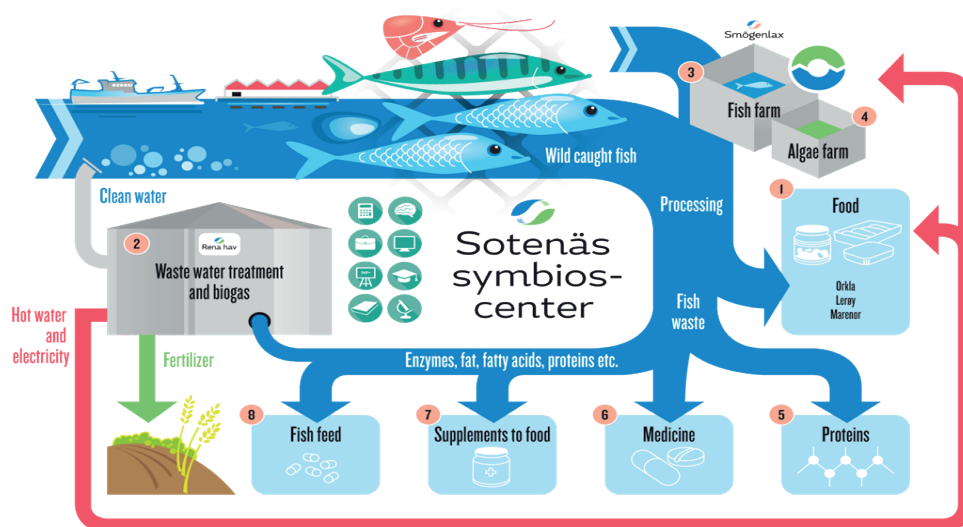 Smögenlax
3
Fish farm
4
Algae farm
Wild caught fish
Clean water
Processing
1
Food
Orkla
Lerøy
Marenor
2
Rena hav
Waste water treatment
and biogas
Sotenäs
symbios-
center
Hot water
and
electricity
Fish
waste
Fertilizer
Enzymes, fat, fatty acids, proteins etc.
8
Fish feed
7
Supplements to food
6
Medicine
5
Proteins